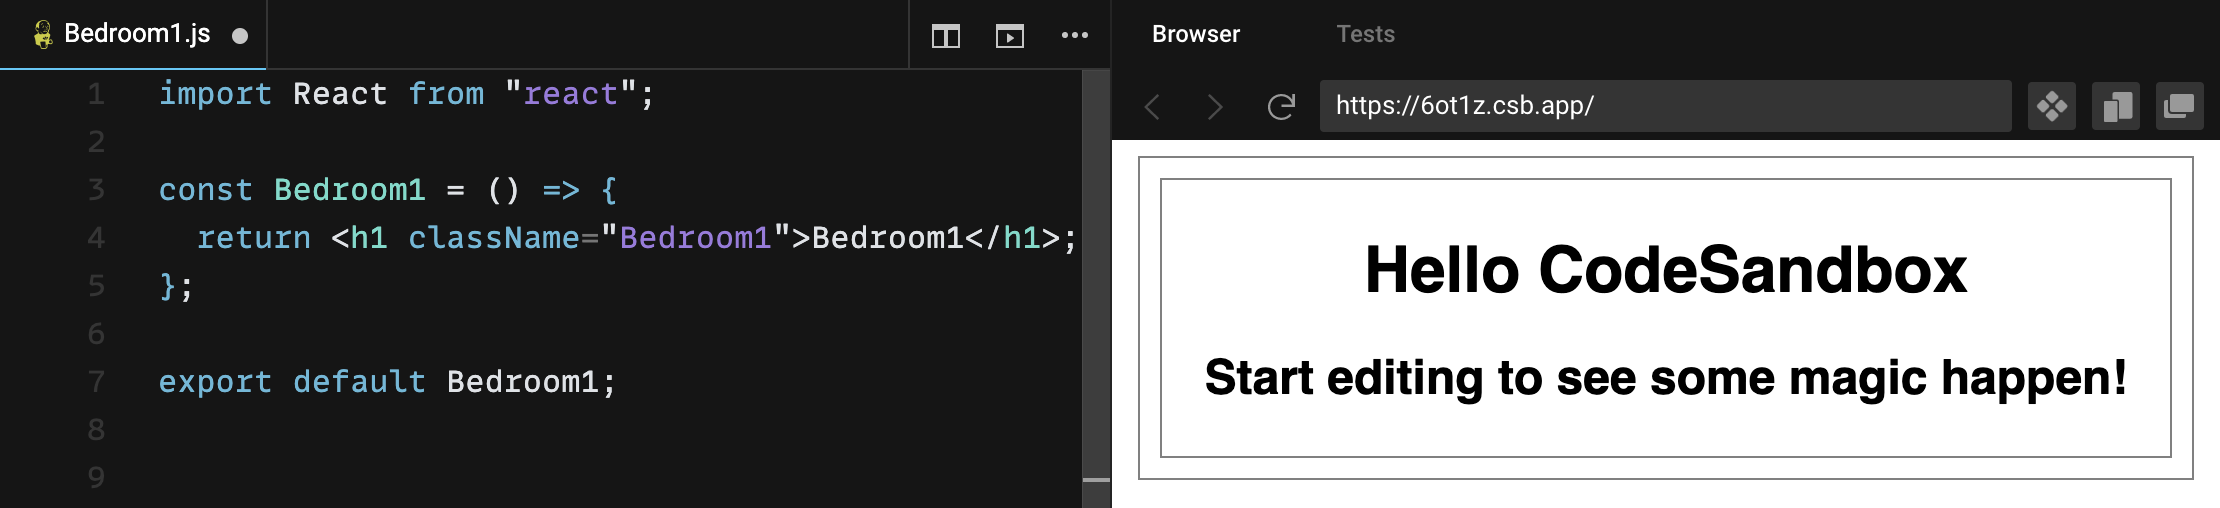 Bedroom1.js
1 import React from "react";
2
3 const Bedroom1 = () => {
4 return <h1 className="Bedroom1">Bedroom1</h1>;
5 };
6
7 export default Bedroom1;
8
9
Browser Tests
https://6ot1z.csb.app/
Hello CodeSandbox
Start editing to see some magic happen!